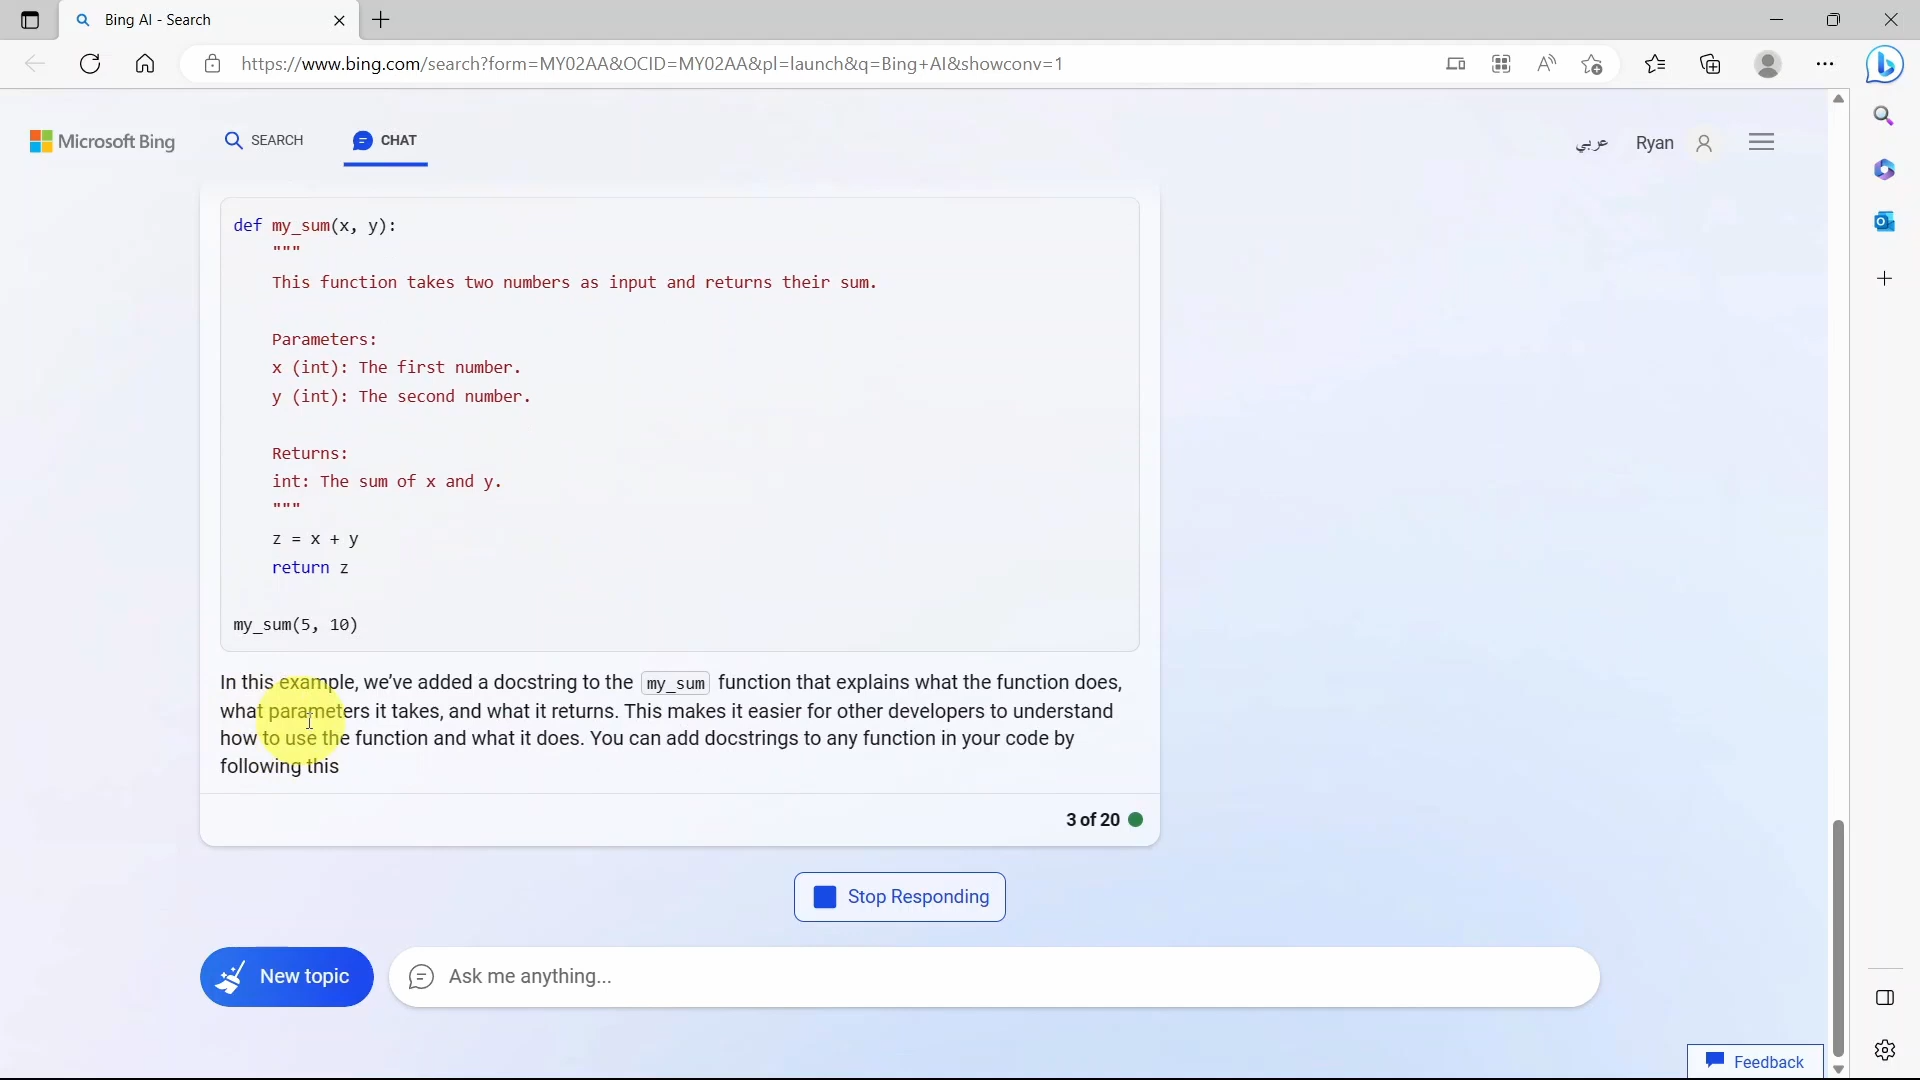 Bing AI - Search
https://www.bing.com/search?form=MY02AA&OCID=MY02AA&pl=launch&q=Bing+AI&showconv=1
Microsoft Bing
SEARCH
CHAT
عربي
Ryan
def my_sum(x, y):
"""
This function takes two numbers as input and returns their sum.
Parameters:
x (int): The first number.
y (int): The second number.
Returns:
int: The sum of x and y.
"""
z = x + y
return z
my_sum(5, 10)
In this example, we've added a docstring to the my_sum function that explains what the function does,
what parameters it takes, and what it returns. This makes it easier for other developers to understand
how to use the function and what it does. You can add docstrings to any function in your code by
following this
3 of 20
Stop Responding
New topic
Ask me anything...
Feedback